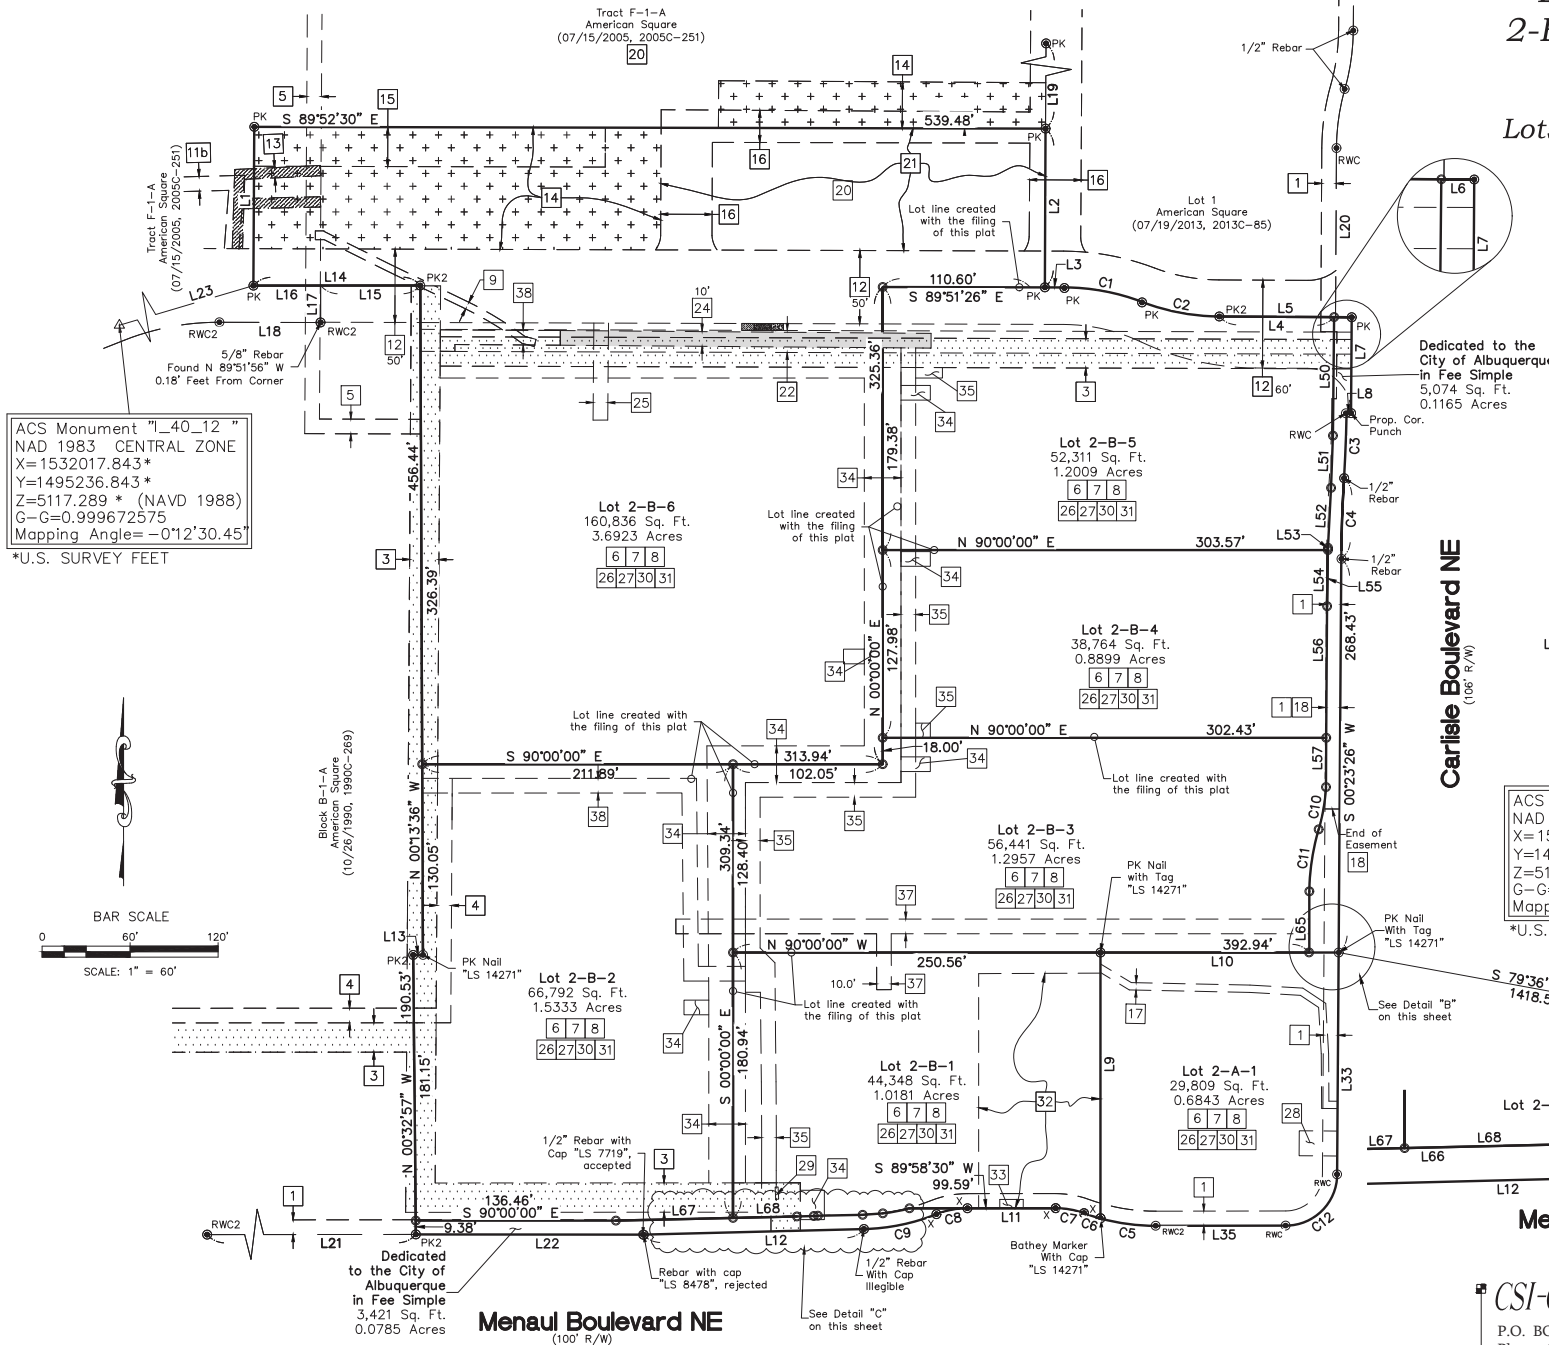 Tract F-1-A
American Square
(07/15/2005, 2005C-251)
20
2-
Lot
1/2" Rebar
PK
14
L19
5
15
PK
S 89°52'30" E
539.48'
PK
13
11b
16
21
20
16
16
14
RWC
1
L6
L7
L20
L1
L2
Tract F-1-A
American Square
(07/15/2005, 2005C-251)
Lot line created
with the filing
of this plat
Lot 1
American Square
(07/19/2013, 2013C-85)
L23
PK
L14
L16
L15
L17
PK2
9
38
12
50'
110.60'
S 89°51'26" E
L3
PK
C1
PK
C2
PK2
L5
L4
PK
L7
RWC2
L18
RWC2
12
50'
10'
24
5/8" Rebar
Found N 89°51'56" W
0.18' Feet From Corner
22
25
35
34
3
12
60'
L50
Dedicated to the
City of Albuquerque
in Fee Simple
5,074 Sq. Ft.
0.1165 Acres
L8
Prop. Cor.
Punch
RWC
5
ACS Monument "I_40_12 "
NAD 1983 CENTRAL ZONE
X=1532017.843*
Y=1495236.843*
Z=5117.289 * (NAVD 1988)
G-G=0.999672575
Mapping Angle= -0°12'30.45"
*U.S. SURVEY FEET
456.44'
325.36'
179.38'
Lot 2-B-5
52,311 Sq. Ft.
1.2009 Acres
6 7 8
26 27 30 31
L51
C3
1/2"
Rebar
L52
C4
34
Lot 2-B-6
160,836 Sq. Ft.
3.6923 Acres
6 7 8
26 27 30 31
Lot line created
with the filing
of this plat
N 90°00'00" E
303.57'
L53
1/2"
Rebar
3
326.39'
34
35
L54
L55
1
Lot 2-B-4
38,764 Sq. Ft.
0.8899 Acres
6 7 8
26 27 30 31
N 00°00'00" E
127.98'
34
L56
268.43'
Carlisle Boulevard NE
(106' R/W)
Lot line created with
the filing of this plat
34
35
N 90°00'00" E
302.43'
1 18
18.00'
34
S 90°00'00" E
211.89'
313.94'
102.05'
Lot line created with
the filing of this plat
L57
S 00°23'26" W
38
35
Block B-1-A
American Square
(10/26/1990, 1990C-269)
N 00°13'36" W
130.05'
34
35
309.34'
128.40'
Lot 2-B-3
56,441 Sq. Ft.
1.2957 Acres
6 7 8
26 27 30 31
C10
C11
End of
Easement
18
ACS
NAD
X=15
Y=14
Z=51
G-G=
Mapp
*U.S.
PK Nail
with Tag
"LS 14271"
4
37
BAR SCALE
0 60' 120'
SCALE: 1" = 60'
L13
PK2
PK Nail
"LS 14271"
N 90°00'00" W
250.56'
392.94'
L10
L65
PK Nail
With Tag
"LS 14271"
S 79°36'
1418.5
Lot 2-B-2
66,792 Sq. Ft.
1.5333 Acres
6 7 8
26 27 30 31
10.0'
37
Lot line created with
the filing of this plat
17
See Detail "B"
on this sheet
4
3
190.53'
34
34
1
N 00°32'57" W
181.15'
S 00°00'00" E
180.94'
Lot 2-B-1
44,348 Sq. Ft.
1.0181 Acres
6 7 8
26 27 30 31
32
L9
Lot 2-A-1
29,809 Sq. Ft.
0.6843 Acres
6 7 8
26 27 30 31
28
L33
Lot 2-
L67
L68
L66
L12
1/2" Rebar with
Cap "LS 7719",
accepted
34
35
3
29
34
S 89°58'30" W
99.59'
33
1
RWC
136.46'
S 90°00'00" E
L67
L68
1
RWC2
L21
9.38'
PK2
L22
L12
C9
X
C8
L11
X
C7
C6
X
C5
RWC2
L35
RWC
C12
Me
Dedicated
to the City of
Albuquerque
in Fee Simple
3,421 Sq. Ft.
0.0785 Acres
Rebar with cap
"LS 8478", rejected
1/2" Rebar
With Cap
Illegible
Bathey Marker
With Cap
"LS 14271"
See Detail "C"
on this sheet
Menaul Boulevard NE
(100' R/W)
CSI-
P.O. BO